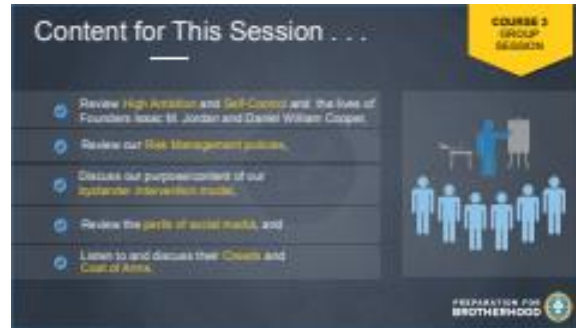 Content for This Session . . .
COURSE 3
GROUP
SESSION
Review High Ambition and Self-Control and the lives of
Founders Isaac M. Jordan and Daniel William Cooper,
Review our Risk Management policies,
Discuss our purpose/content of our
bystander intervention model,
Review the perils of social media, and
Listen to and discuss their Creeds and
Coat of Arms.
PREPARATION FOR
BROTHERHOOD